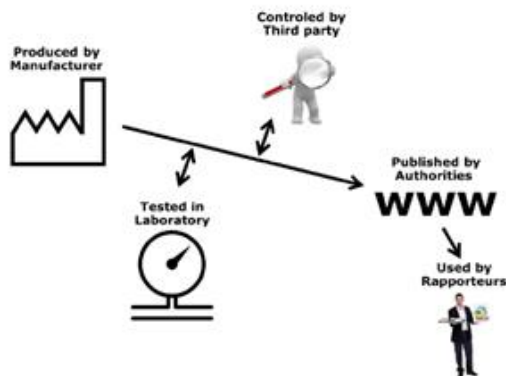 Controled by
Third party
Produced by
Manufacturer
Published by
Authorities
WWW
Tested in
Laboratory
Used by
Rapporteurs